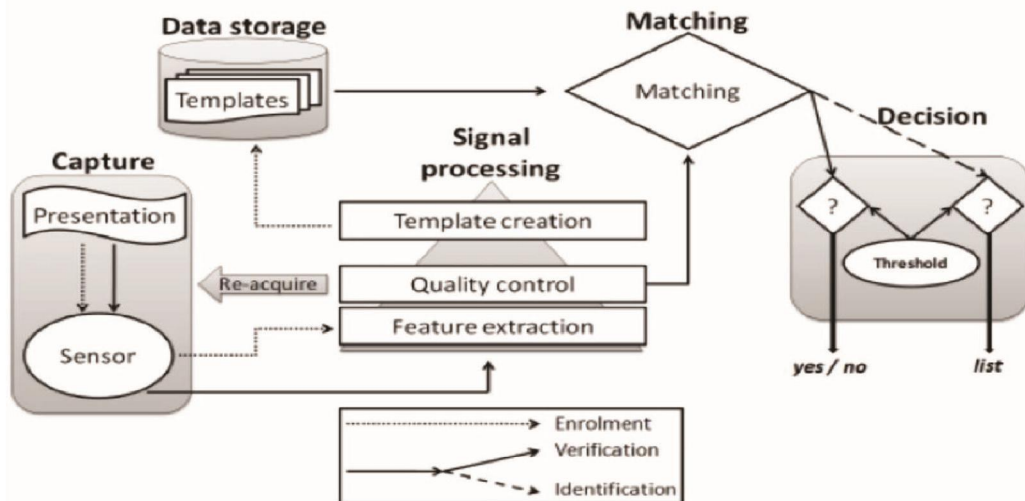 Data storage
Templates
Matching
Matching
Decision
?
?
Threshold
yes / no
list
Capture
Presentation
Sensor
Signal
processing
Template creation
Re-acquire
Quality control
Feature extraction
Enrolment
Verification
Identification